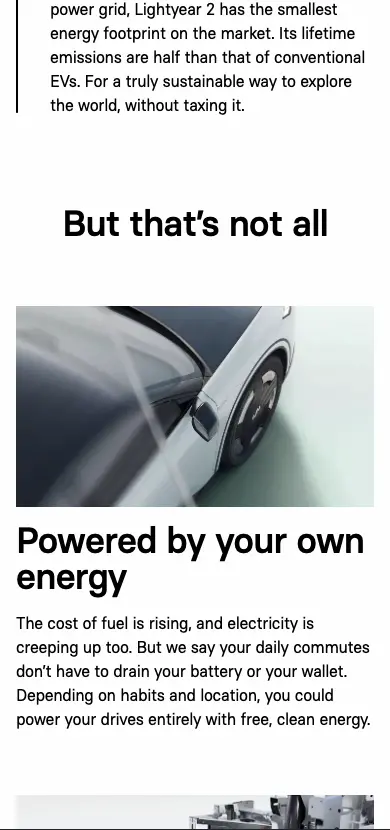 power grid, Lightyear 2 has the smallest
energy footprint on the market. Its lifetime
emissions are half than that of conventional
EVs. For a truly sustainable way to explore
the world, without taxing it.
But that’s not all
Powered by your own
energy
The cost of fuel is rising, and electricity is
creeping up too. But we say your daily commutes
don’t have to drain your battery or your wallet.
Depending on habits and location, you could
power your drives entirely with free, clean energy.